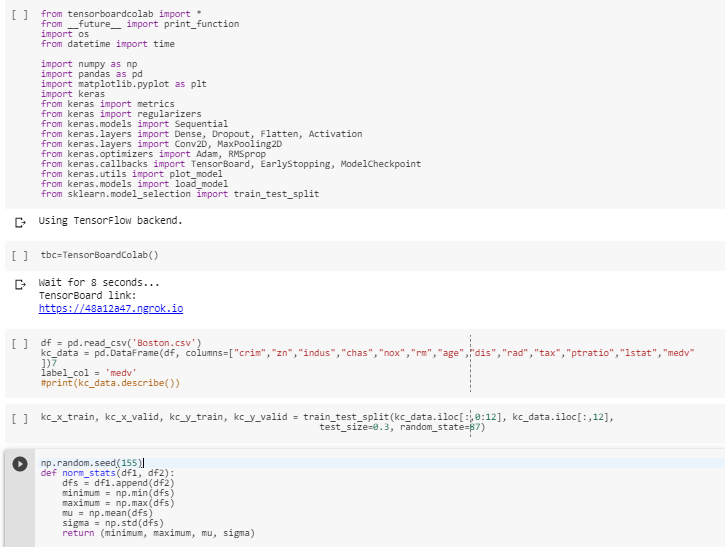 [ ] from tensorboardcolab import *
from __future__ import print_function
import os
from datetime import time
import numpy as np
import pandas as pd
import matplotlib.pyplot as plt
import keras
from keras import metrics
from keras import regularizers
from keras.models import Sequential
from keras.layers import Dense, Dropout, Flatten, Activation
from keras.layers import Conv2D, MaxPooling2D
from keras.optimizers import Adam, RMSprop
from keras.callbacks import TensorBoard, EarlyStopping, ModelCheckpoint
from keras.utils import plot_model
from keras.models import load_model
from sklearn.model_selection import train_test_split
Using TensorFlow backend.
[ ] tbc=TensorBoardColab()
Wait for 8 seconds...
TensorBoard link:
https://48a12a47.ngrok.io
[ ] df = pd.read_csv('Boston.csv')
kc_data = pd.DataFrame(df, columns=["crim","zn","indus","chas","nox","rm","age","dis","rad","tax","ptratio","lstat","medv"
])7
label_col = 'medv'
#print(kc_data.describe())
[ ] kc_x_train, kc_x_valid, kc_y_train, kc_y_valid = train_test_split(kc_data.iloc[:,0:12], kc_data.iloc[:,12],
test_size=0.3, random_state=87)
np.random.seed(155)
def norm_stats(df1, df2):
dfs = df1.append(df2)
minimum = np.min(dfs)
maximum = np.max(dfs)
mu = np.mean(dfs)
sigma = np.std(dfs)
return (minimum, maximum, mu, sigma)